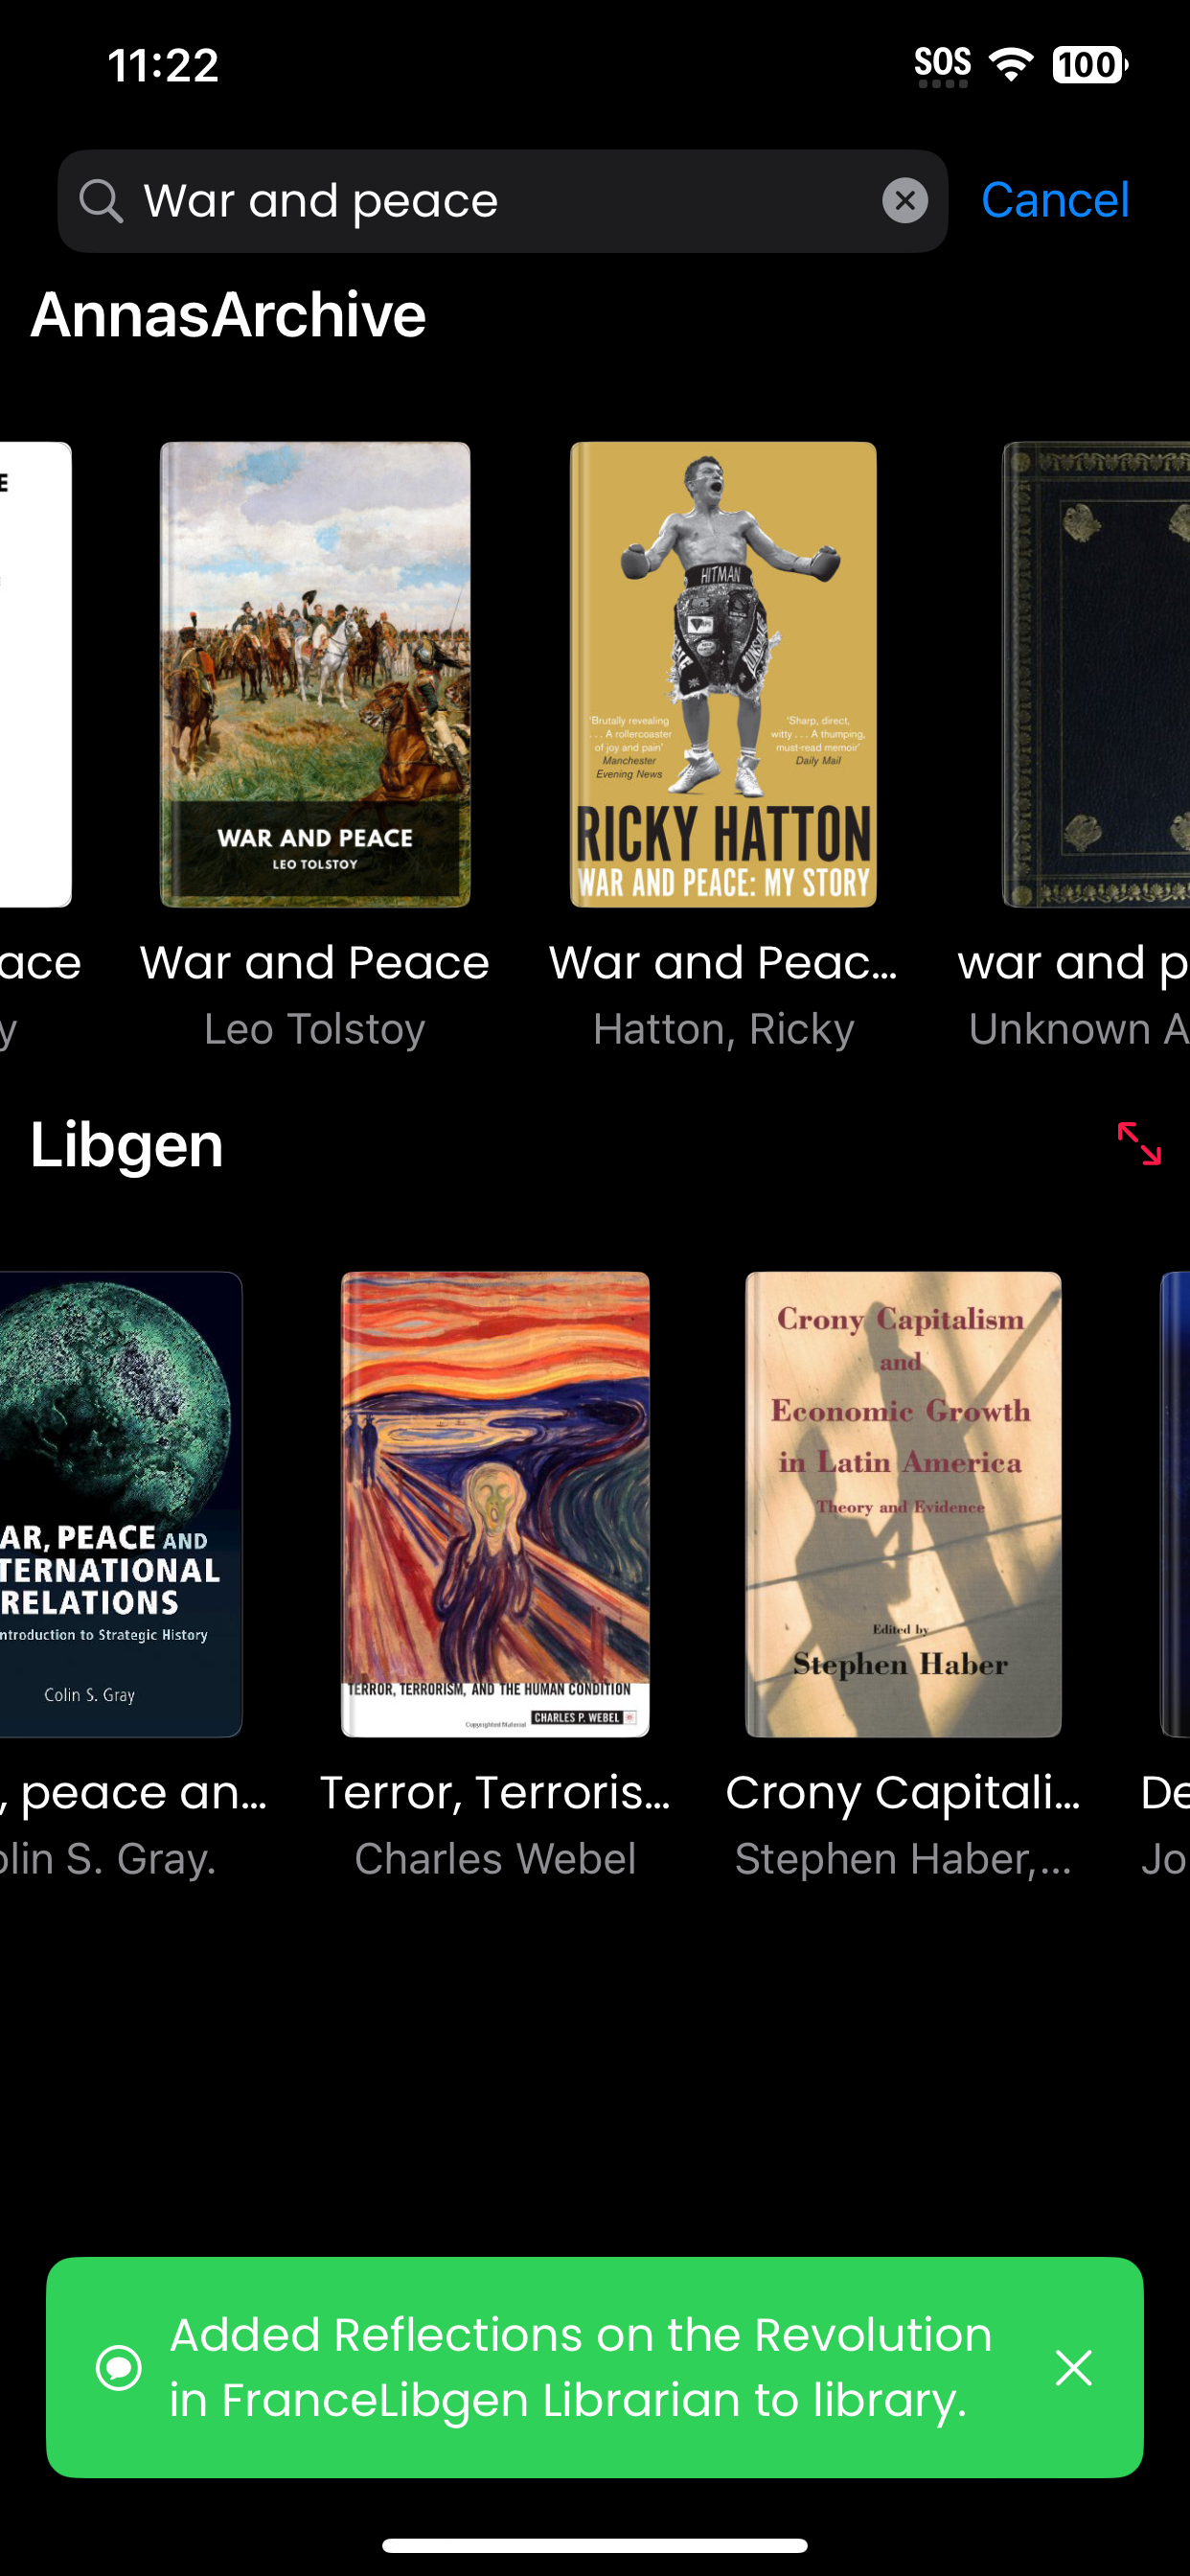 11:22
SOS
100
War and peace
Cancel
AnnasArchive
E
WAR AND PEACE
LEO TOLSTOY
HITMAN
'Brutally revealing
. . . A rollercoaster
of joy and pain'
Manchester
Evening News
'Sharp, direct,
witty . . . A thumping,
must-read memoir'
Daily Mail
RICKY HATTON
WAR AND PEACE: MY STORY
ace
War and Peace
War and Peac...
war and p
y
Leo Tolstoy
Hatton, Ricky
Unknown A
Libgen
AR, PEACE AND
TERNATIONAL
RELATIONS
ntroduction to Strategic History
Colin S. Gray
TERROR, TERRORISM, AND THE HUMAN CONDITION
Copyrighted Material
CHARLES P. WEBEL
Crony Capitalism
and
Economic Growth
in Latin America
Theory and Evidence
Edited by
Stephen Haber
, peace an...
Terror, Terroris...
Crony Capitali...
De
olin S. Gray.
Charles Webel
Stephen Haber,...
Jo
Added Reflections on the Revolution
in FranceLibgen Librarian to library.